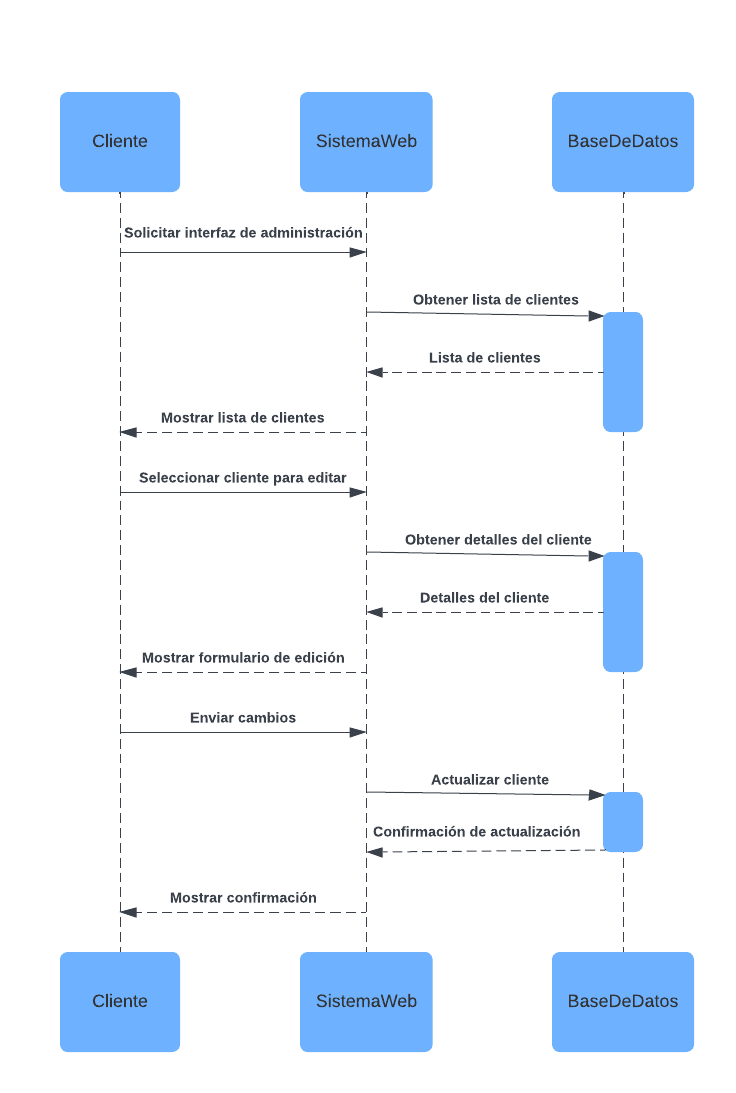 Cliente
SistemaWeb
BaseDeDatos
Solicitar interfaz de administración
Obtener lista de clientes
Lista de clientes
Mostrar lista de clientes
Seleccionar cliente para editar
Obtener detalles del cliente
Detalles del cliente
Mostrar formulario de edición
Enviar cambios
Actualizar cliente
Confirmación de actualización
Mostrar confirmación
Cliente
SistemaWeb
BaseDeDatos